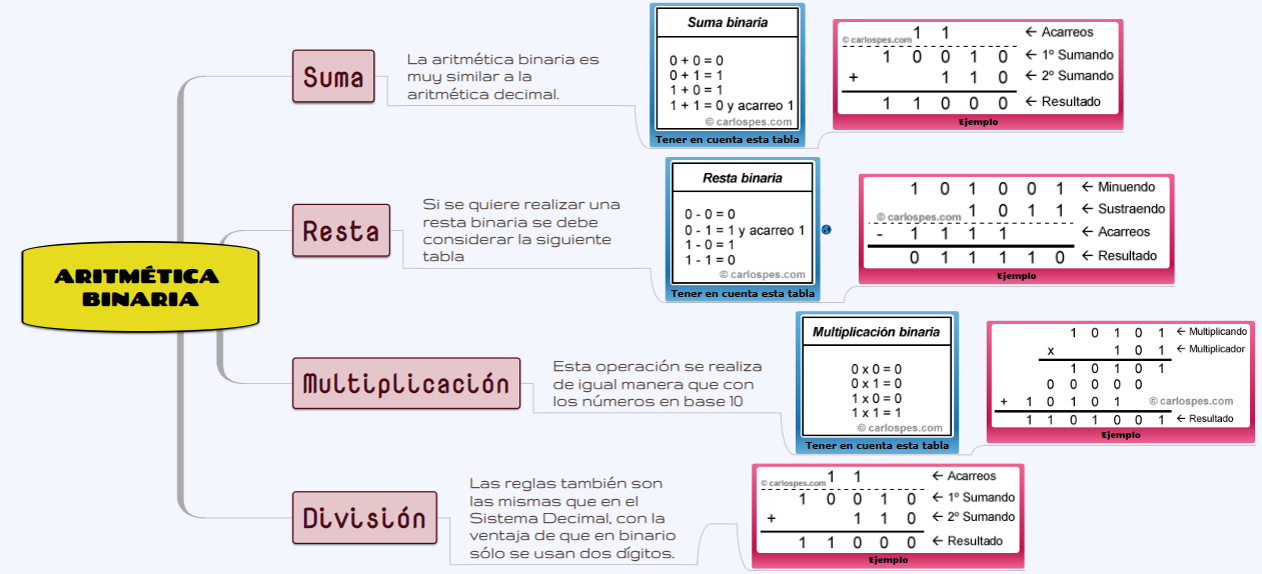 ARITMÉTICA
BINARIA
Suma
La aritmética binaria es
muy similar a la
aritmética decimal.
Suma binaria
0 + 0 = 0
0 + 1 = 1
1 + 0 = 1
1 + 1 = 0 y acarreo 1
© carlospes.com
Tener en cuenta esta tabla
© carlospes.com 1 1 ← Acarreos
1 0 0 1 0 ← 1º Sumando
+ 1 1 0 ← 2º Sumando
1 1 0 0 0 ← Resultado
Ejemplo
Resta
Si se quiere realizar una
resta binaria se debe
considerar la siguiente
tabla
Resta binaria
0 - 0 = 0
0 - 1 = 1 y acarreo 1
1 - 0 = 1
1 - 1 = 0
© carlospes.com
Tener en cuenta esta tabla
1 0 1 0 0 1 ← Minuendo
© carlospes.com 1 0 1 1 ← Sustraendo
- 1 1 1 1 ← Acarreos
0 1 1 1 1 0 ← Resultado
Ejemplo
Multiplicación
Esta operación se realiza
de igual manera que con
los números en base 10
Multiplicación binaria
0 x 0 = 0
0 x 1 = 0
1 x 0 = 0
1 x 1 = 1
© carlospes.com
Tener en cuenta esta tabla
1 0 1 0 1 ← Multiplicando
x 1 0 1 ← Multiplicador
1 0 1 0 1
0 0 0 0 0
+ 1 0 1 0 1 © carlospes.com
1 1 0 1 0 0 1 ← Resultado
Ejemplo
División
Las reglas también son
las mismas que en el
Sistema Decimal, con la
ventaja de que en binario
sólo se usan dos dígitos.
© carlospes.com 1 1 ← Acarreos
1 0 0 1 0 ← 1º Sumando
+ 1 1 0 ← 2º Sumando
1 1 0 0 0 ← Resultado
Ejemplo